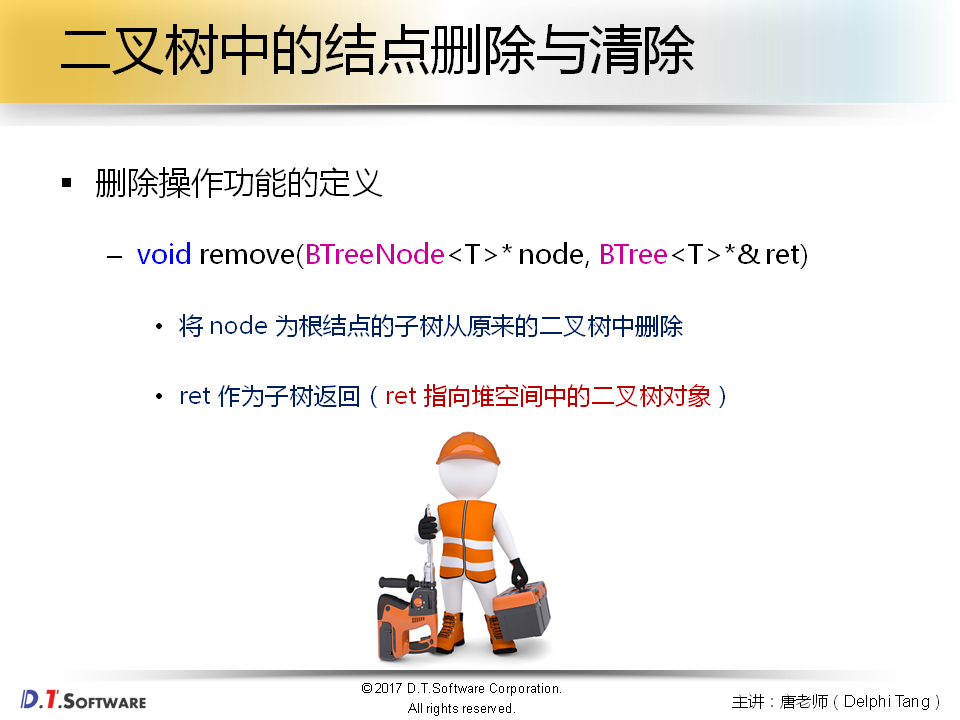 二叉树中的结点删除与清除
▪ 删除操作功能的定义
– void remove(BTreeNode<T>* node, BTree<T>*& ret)
• 将 node 为根结点的子树从原来的二叉树中删除
• ret 作为子树返回（ret 指向堆空间中的二叉树对象）
D.T.SOFTWARE
©2017 D.T.Software Corporation.
All rights reserved.
主讲：唐老师（Delphi Tang）